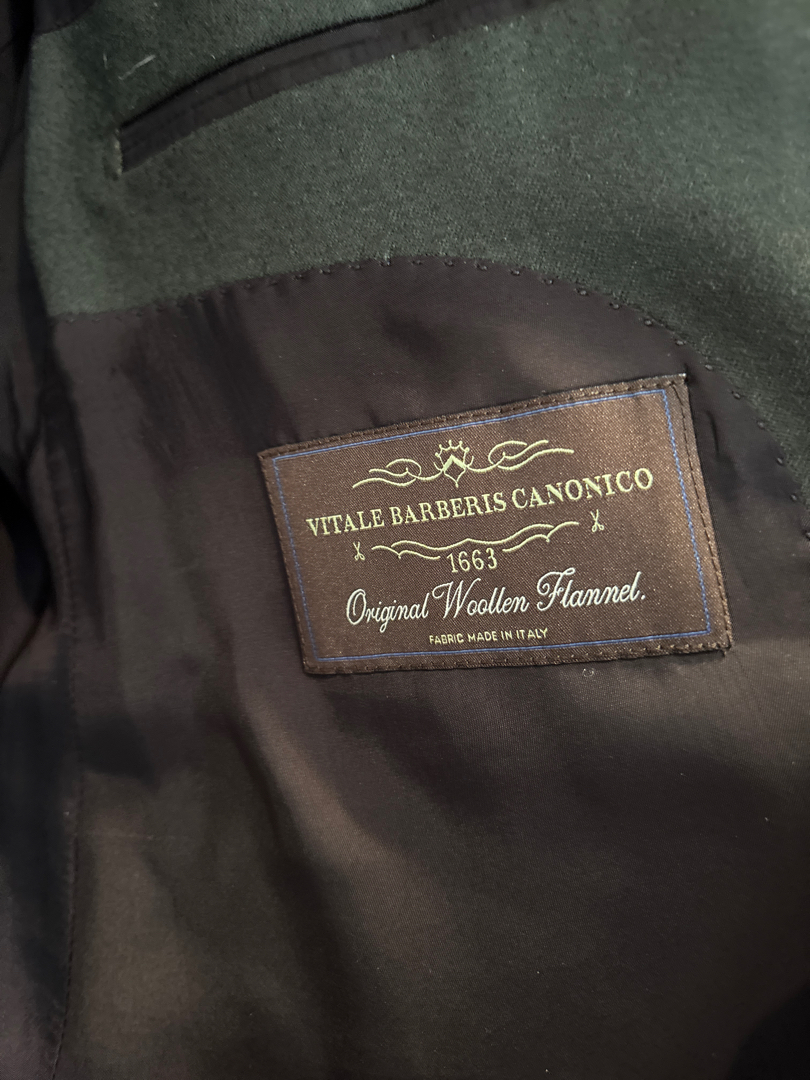 VITALE BARBERIS CANONICO
1663
Original Woollen Flannel.
FABRIC MADE IN ITALY